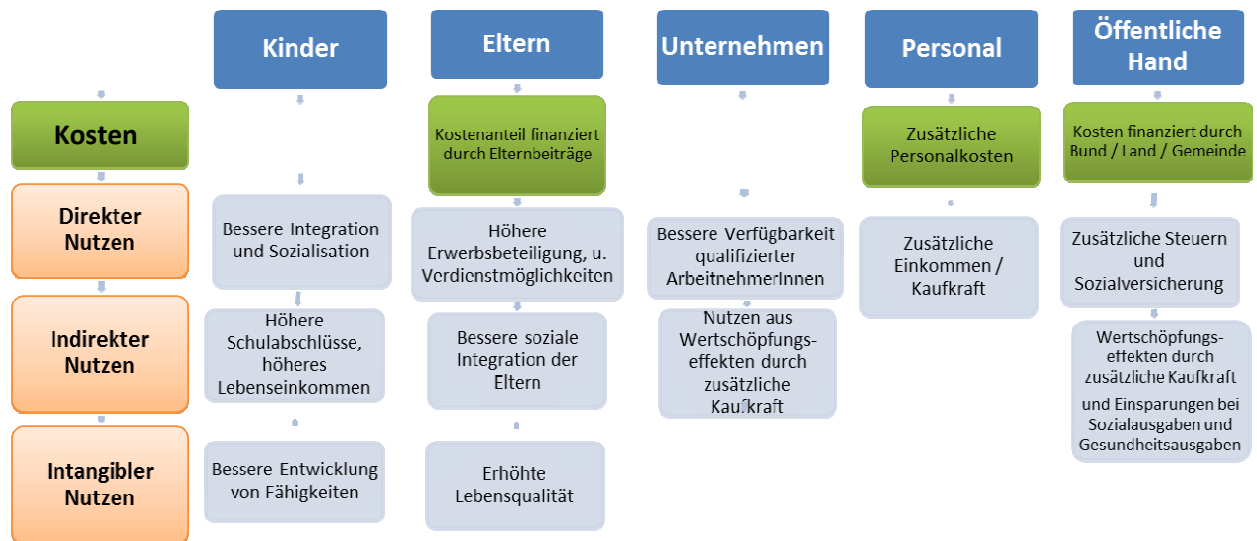 Kinder
Eltern
Unternehmen
Personal
Öffentliche
Hand
Kosten
Kostenanteil finanziert
durch Elternbeiträge
Zusätzliche
Personalkosten
Kosten finanziert durch
Bund / Land / Gemeinde
Direkter
Nutzen
Bessere Integration
und Sozialisation
Höhere
Erwerbsbeteiligung, u.
Verdienstmöglichkeiten
Bessere Verfügbarkeit
qualifizierter
ArbeitnehmerInnen
Zusätzliche
Einkommen /
Kaufkraft
Zusätzliche Steuern
und
Sozialversicherung
Indirekter
Nutzen
Höhere
Schulabschlüsse,
höheres
Lebenseinkommen
Bessere soziale
Integration der
Eltern
Nutzen aus
Wertschöpfungs-
effekten durch
zusätzliche
Kaufkraft
Wertschöpfungs-
effekten durch
zusätzliche Kaufkraft
und Einsparungen bei
Sozialausgaben und
Gesundheitsausgaben
Intangibler
Nutzen
Bessere Entwicklung
von Fähigkeiten
Erhöhte
Lebensqualität